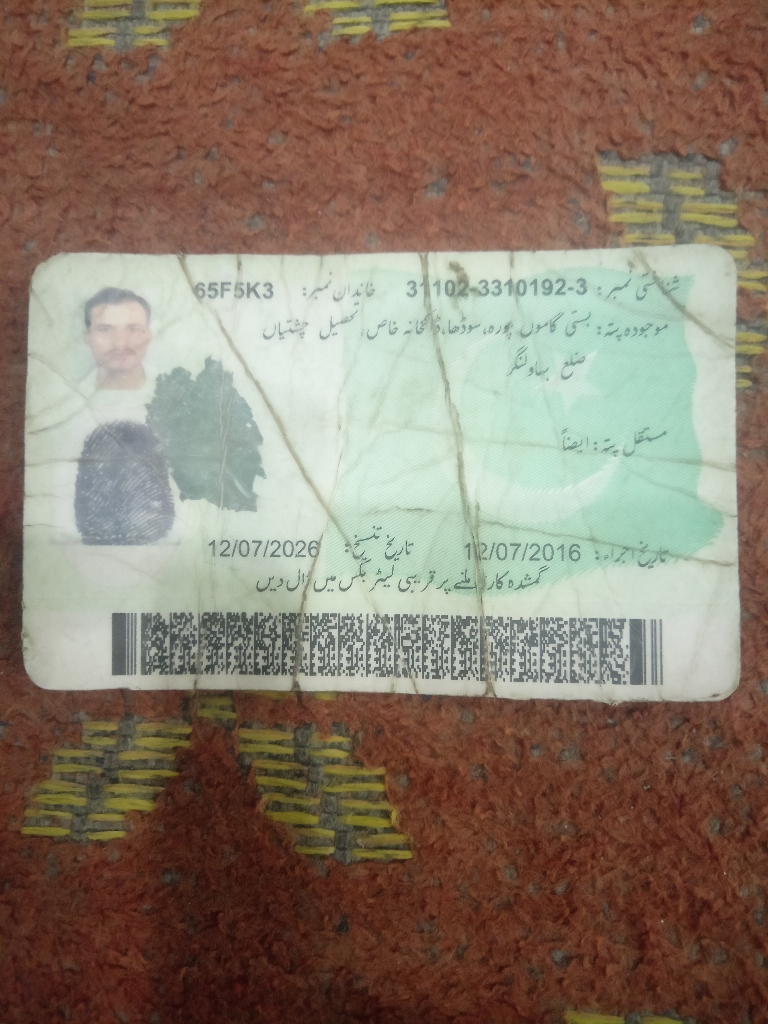 شناختی نمبر: 31102-3310192-3 خاندان نمبر: 65F5K3
موجودہ پتہ: بستی گاموں پورہ، سوڈھا، ڈاکخانہ خاص، تحصیل چشتیاں
ضلع بہاولنگر
مستقل پتہ: ایضاً
تاریخ اجراء: 12/07/2016 تاریخ تنسیخ: 12/07/2026
گمشدہ کارڈ ملنے پر قریبی لیٹر بکس میں ڈال دیں